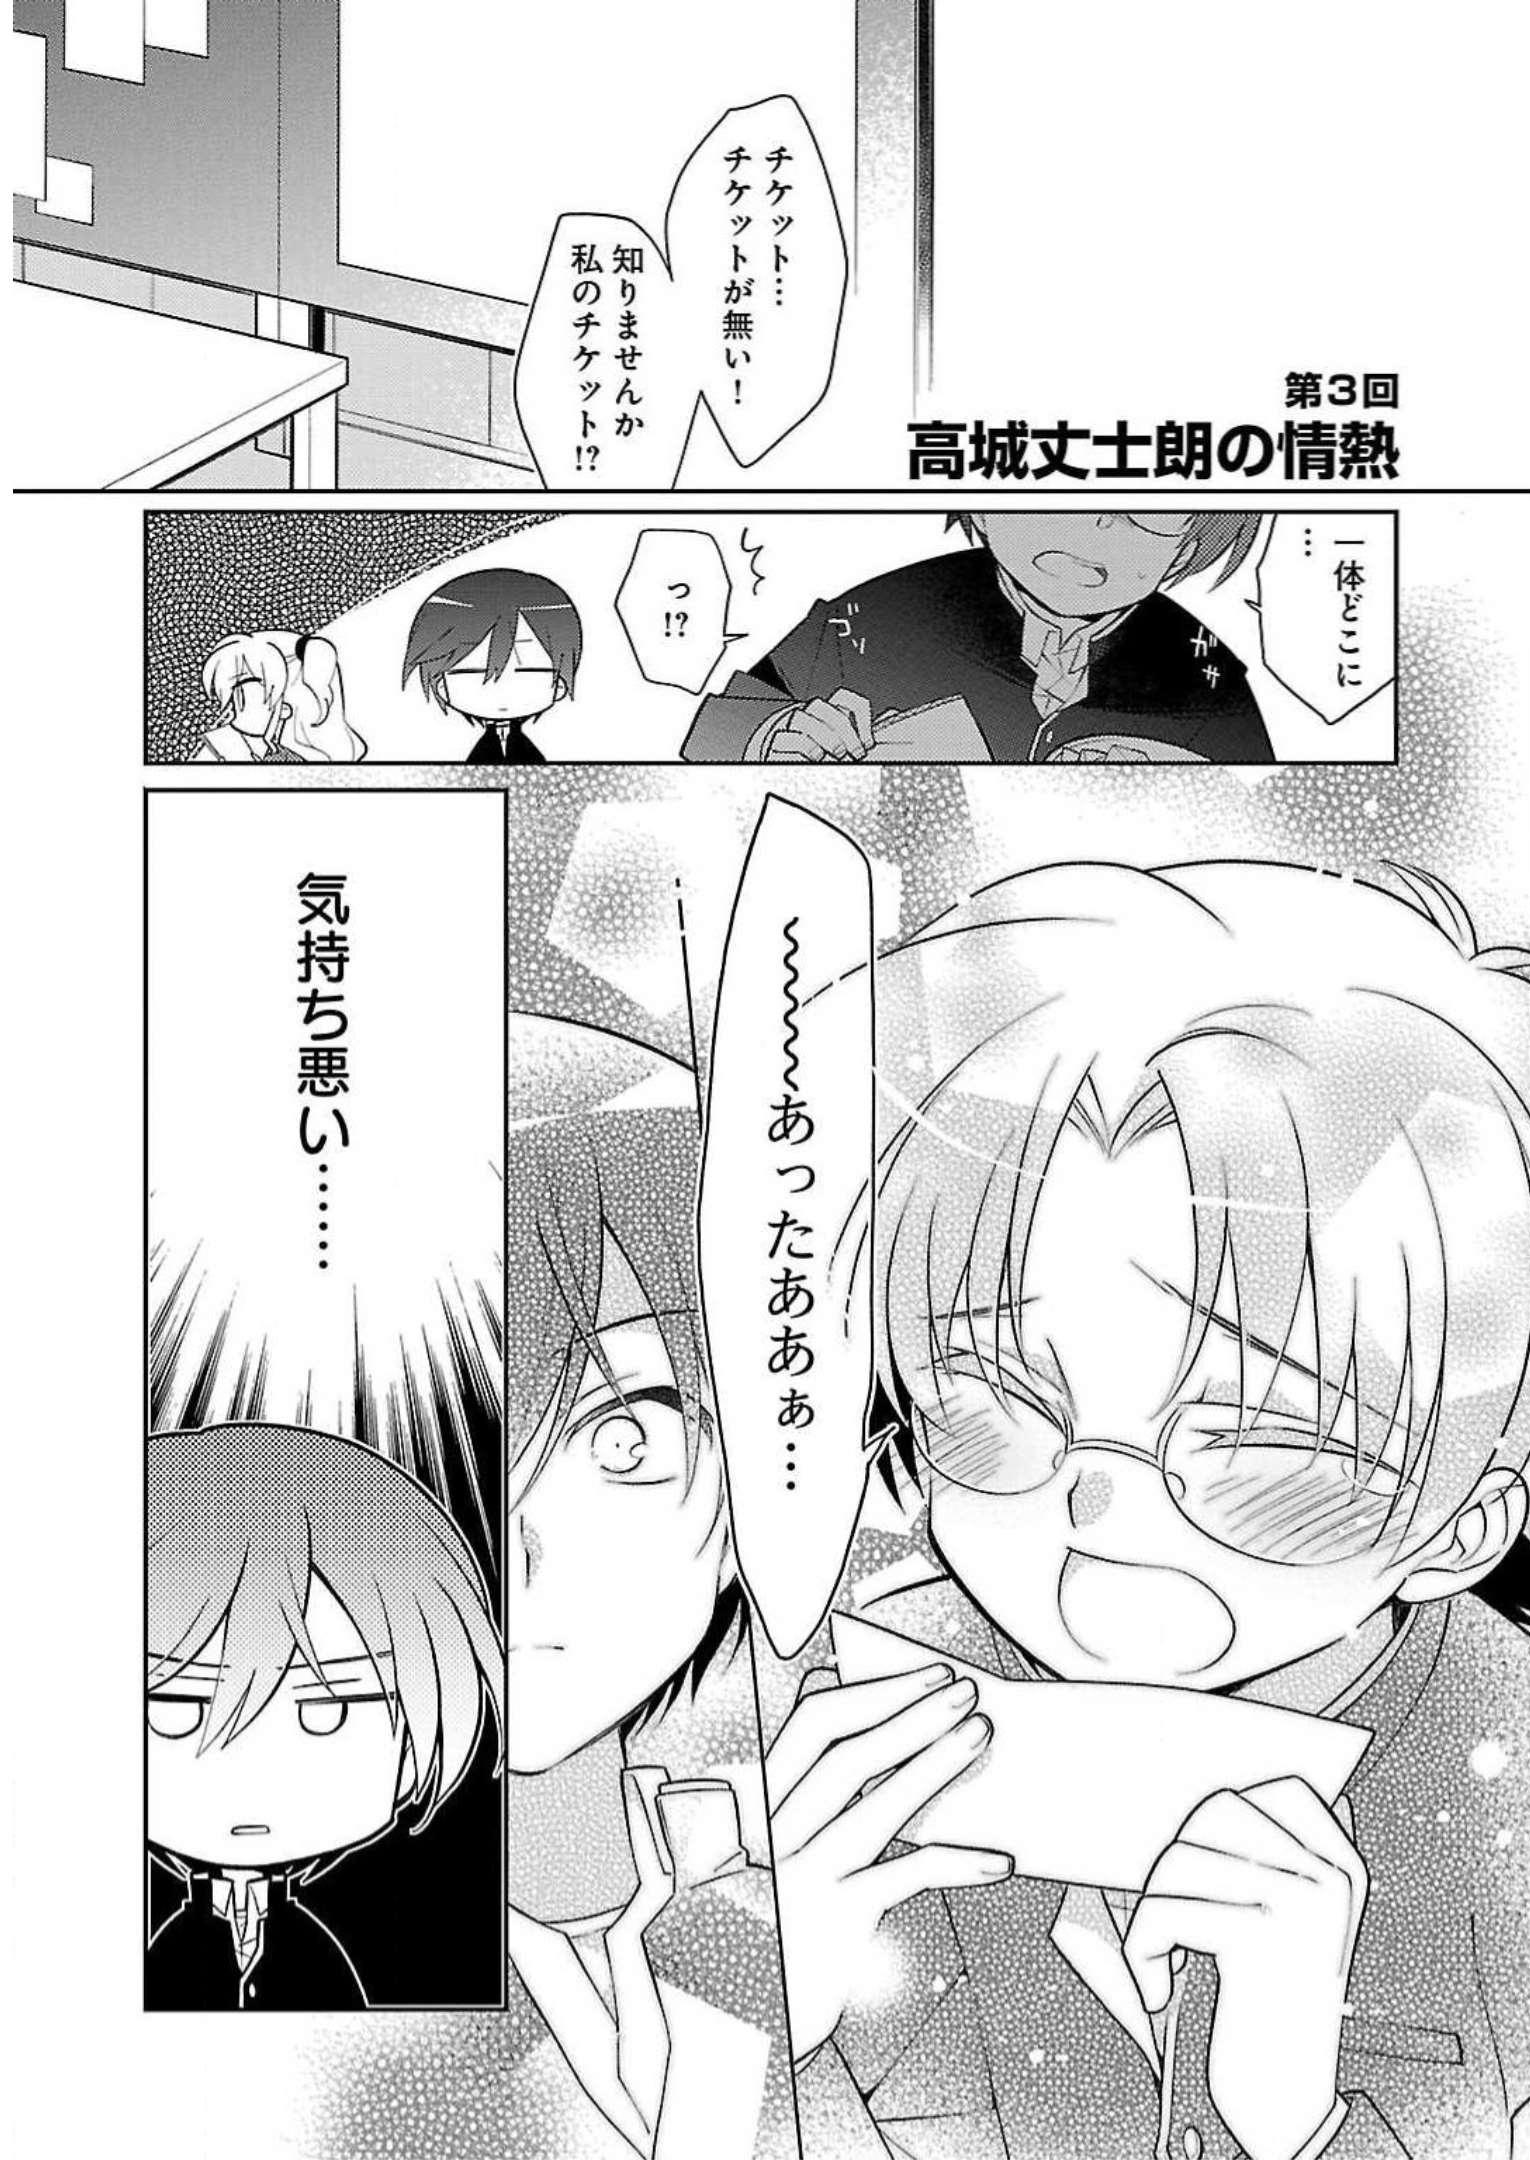 第3回
高城丈士朗の情熱
チケット…
チケットが無い！
知りませんか
私のチケット!?
一体どこに
…
ガサ
ゴソ
っ!?
～～～～～あったああぁ…
気持ち悪い……